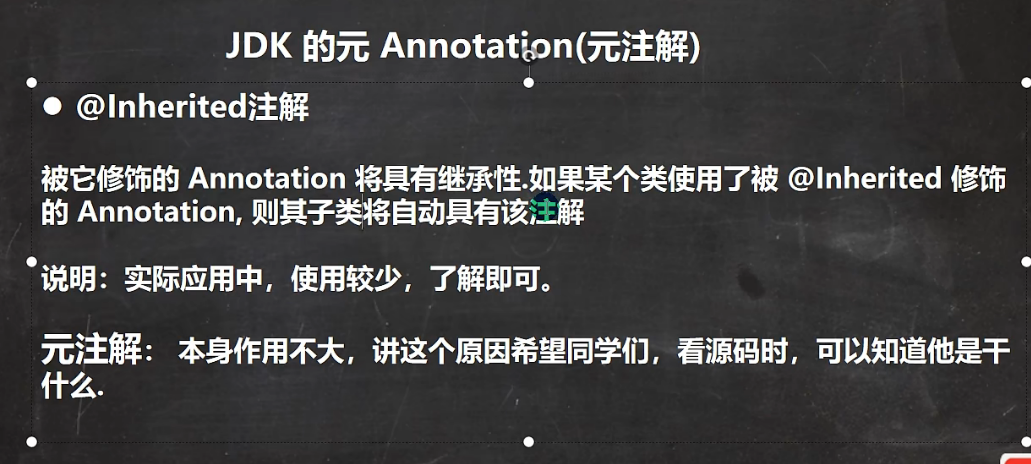 JDK 的元 Annotation(元注解)
● @Inherited注解
被它修饰的 Annotation 将具有继承性.如果某个类使用了被 @Inherited 修饰
的 Annotation, 则其子类将自动具有该注解
说明：实际应用中，使用较少，了解即可。
元注解： 本身作用不大，讲这个原因希望同学们，看源码时，可以知道他是干
什么.